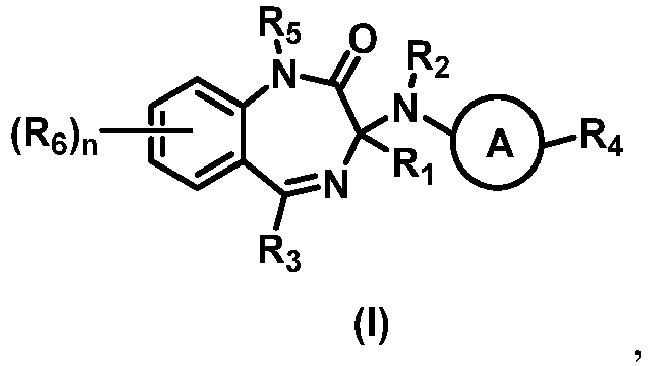 R5 O
N R2
N
(R6)n A R4
R1
N
R3
(I)
,